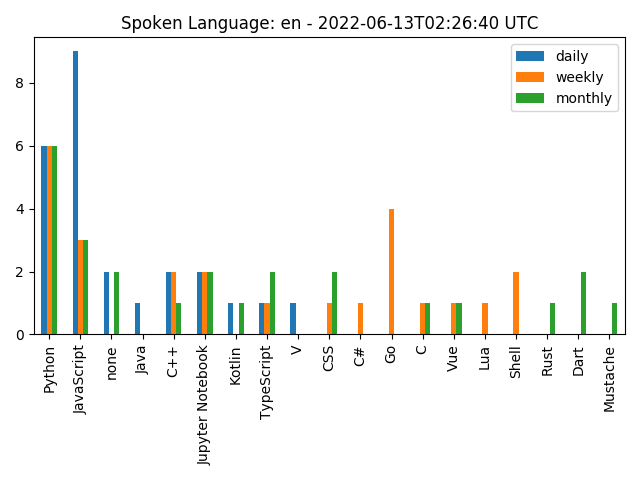 Spoken Language: en - 2022-06-13T02:26:40 UTC
daily
weekly
monthly
8
6
4
2
0
Python
JavaScript
none
Java
C++
Jupyter Notebook
Kotlin
TypeScript
V
CSS
C#
Go
C
Vue
Lua
Shell
Rust
Dart
Mustache